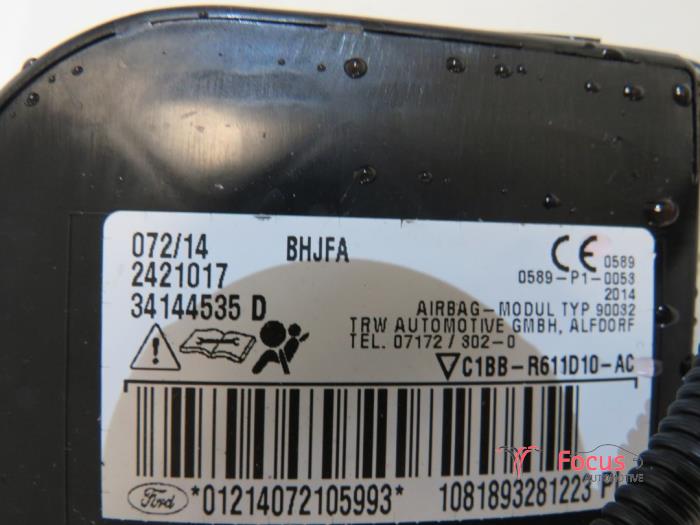 072/14 BHJFA
2421017
34144535 D
CE 0589
0589-P1-0053
2014
AIRBAG-MODUL TYP 90032
TRW AUTOMOTIVE GMBH, ALFDORF
TEL. 07172 / 302-0
C1BB-R611D10-AC
Ford *01214072105993* 1081893281223
Focus
AUTOMOTIVE